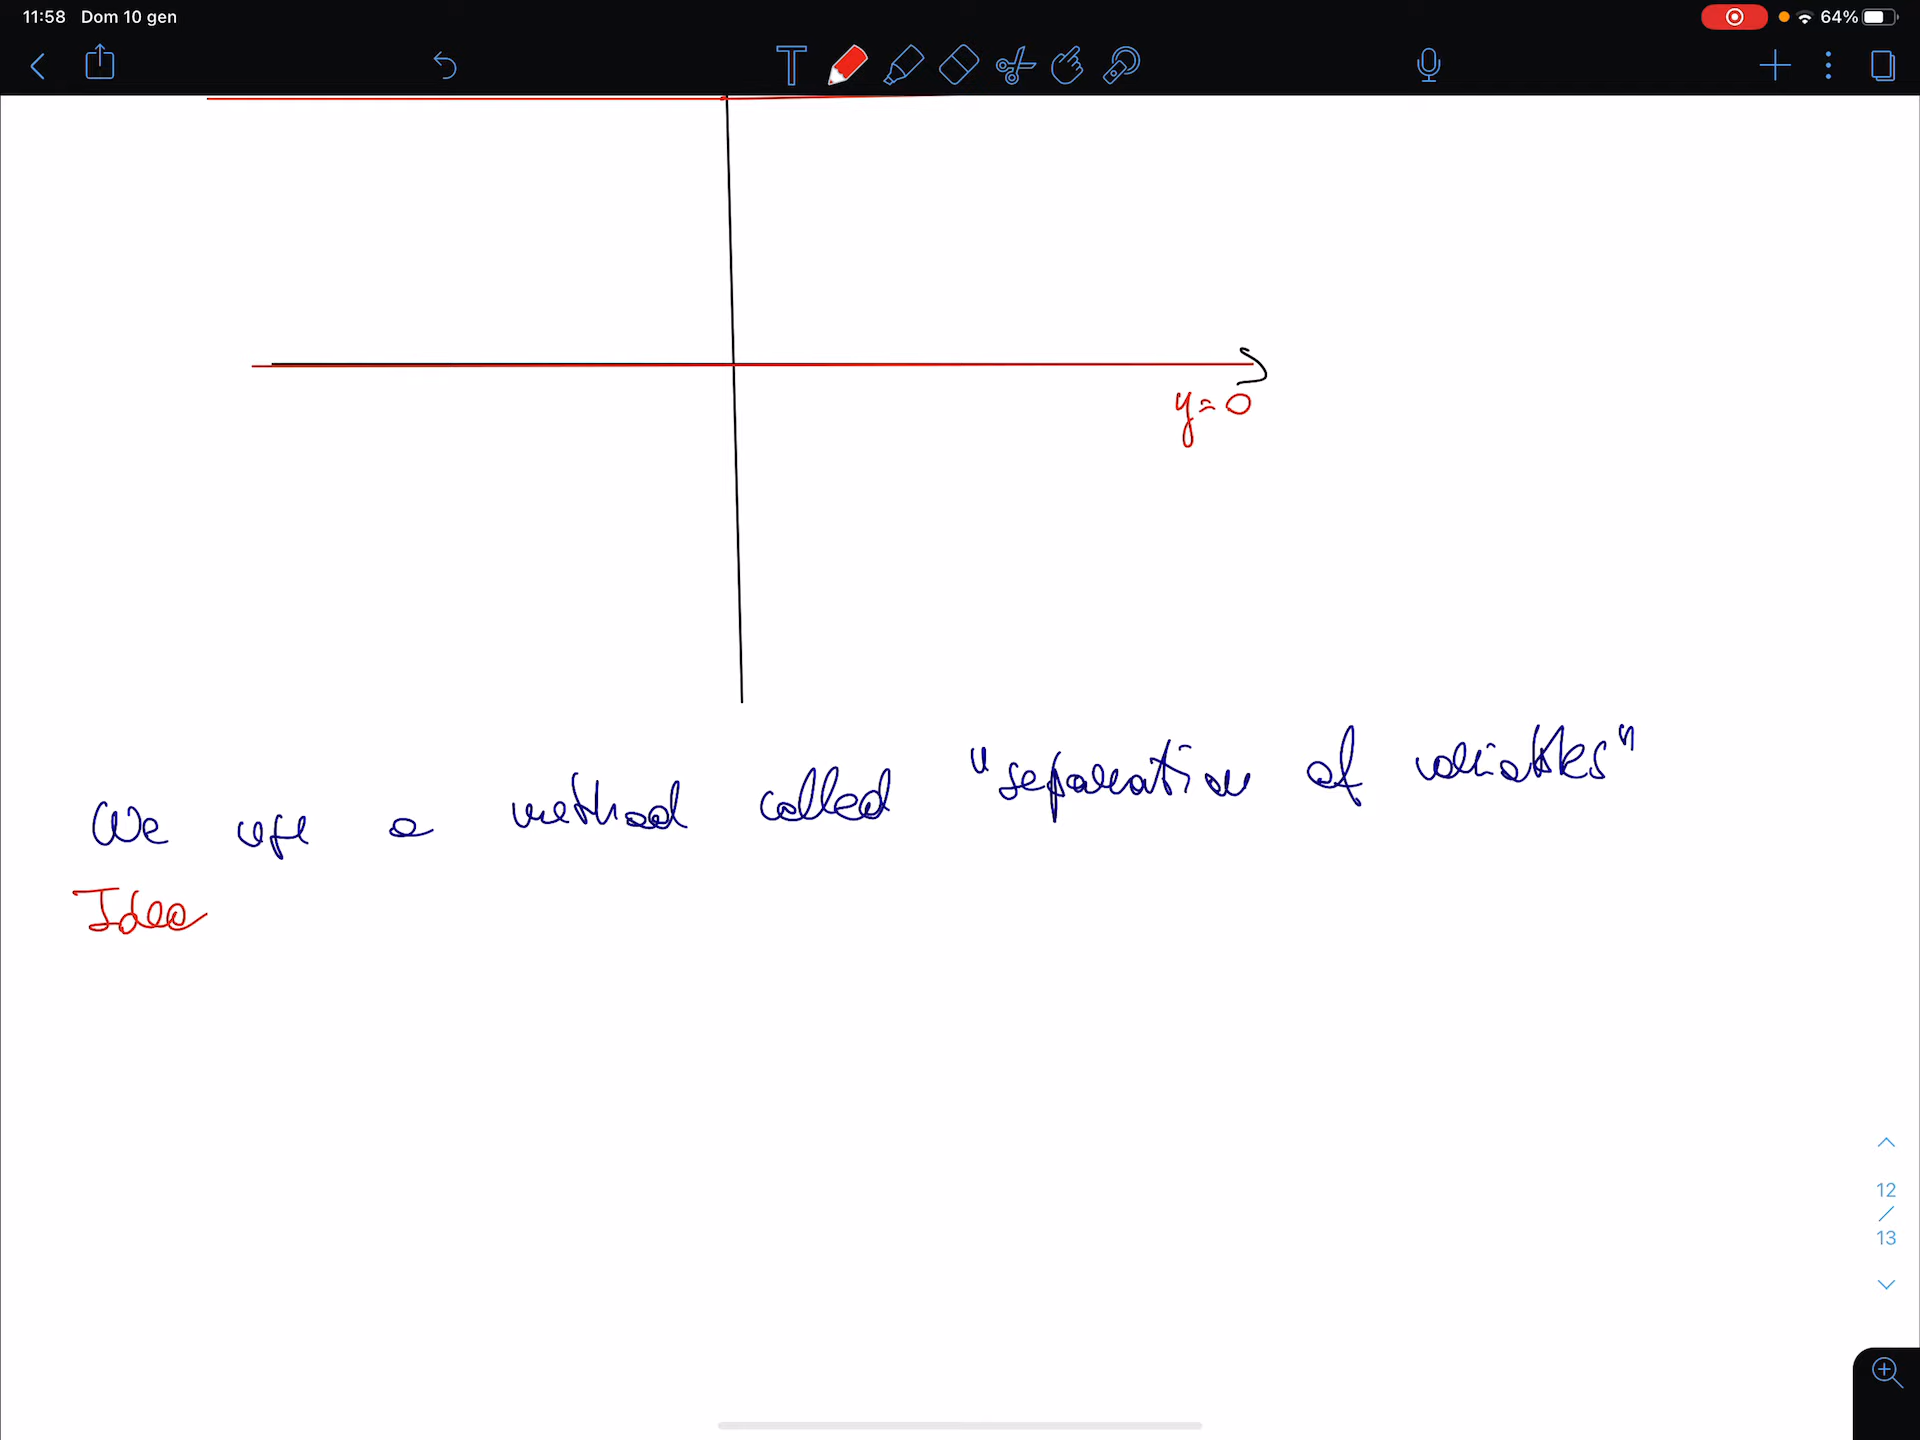 11:58 Dom 10 gen 64%
y=0
We use a method called "separation of variables"
Idea
12
/
13